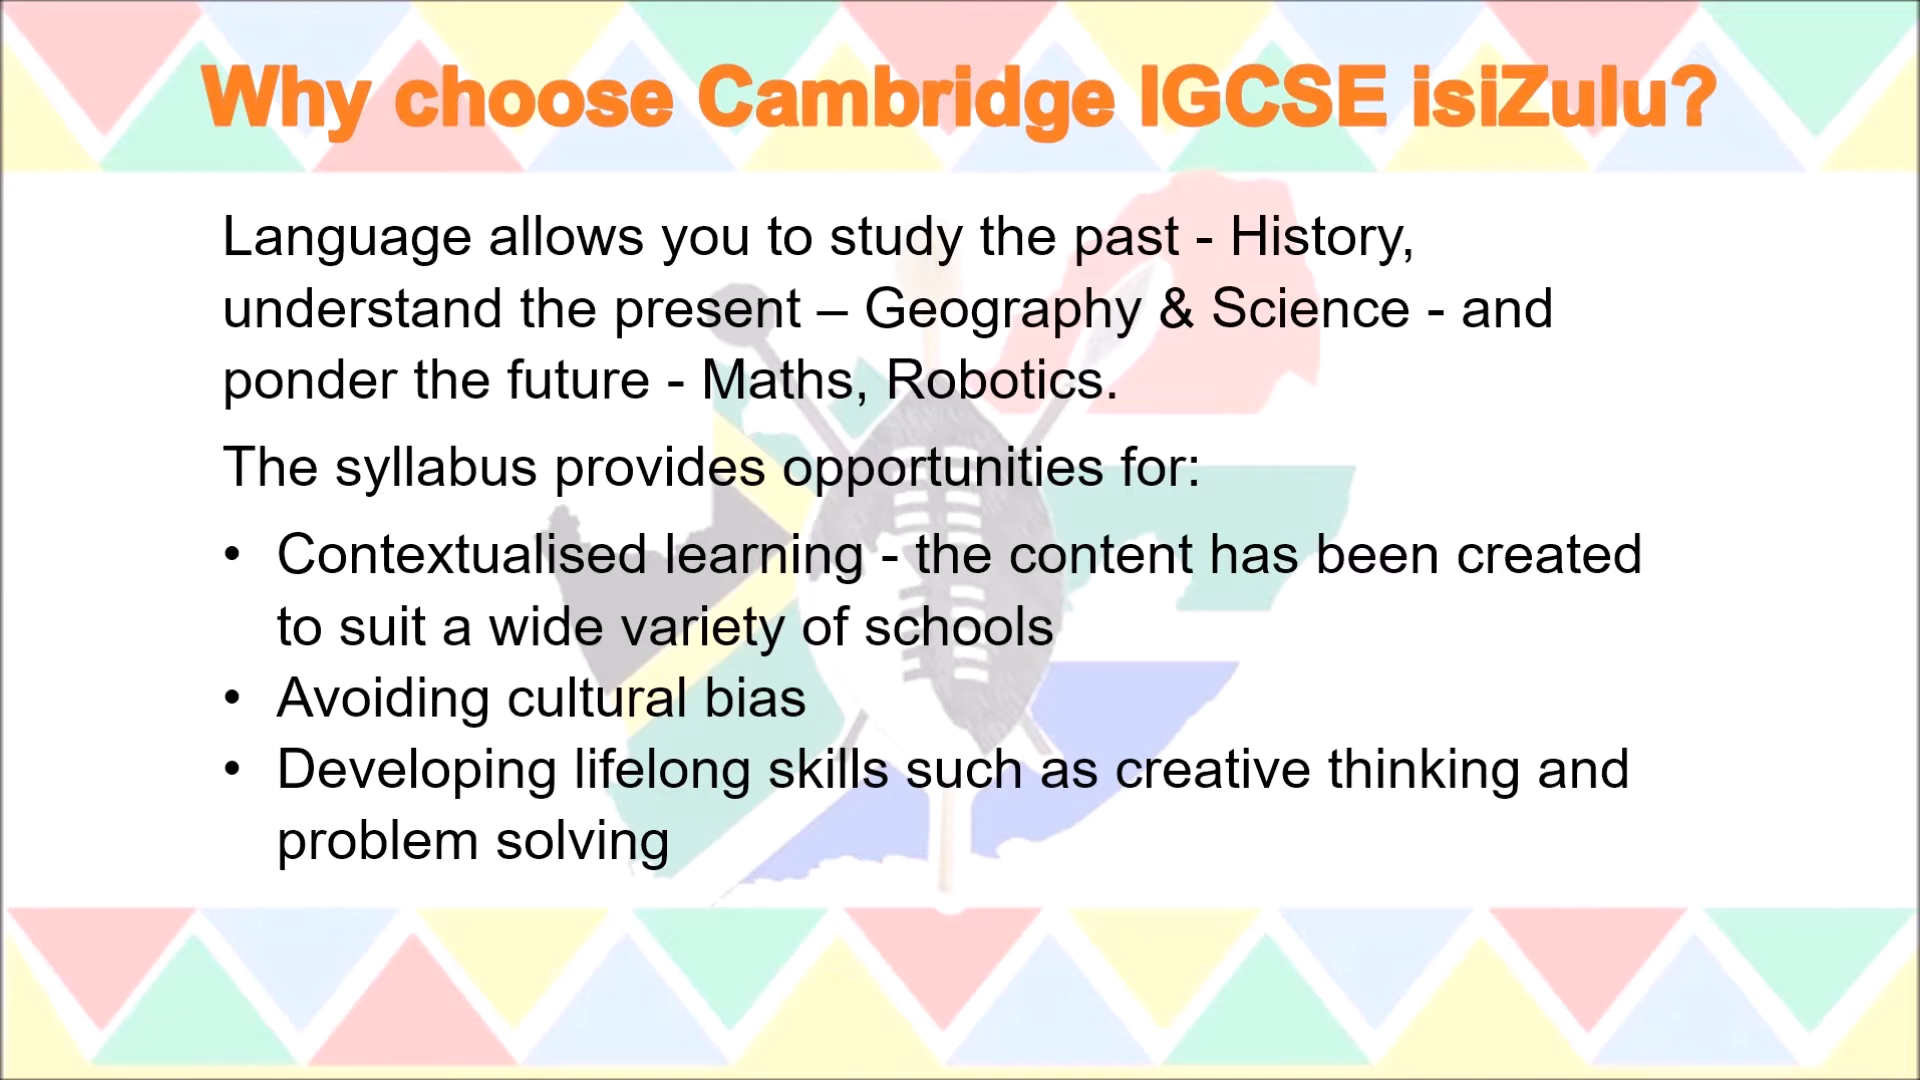 Why choose Cambridge IGCSE isiZulu?
Language allows you to study the past - History,
understand the present – Geography & Science - and
ponder the future - Maths, Robotics.
The syllabus provides opportunities for:
• Contextualised learning - the content has been created
to suit a wide variety of schools
• Avoiding cultural bias
• Developing lifelong skills such as creative thinking and
problem solving